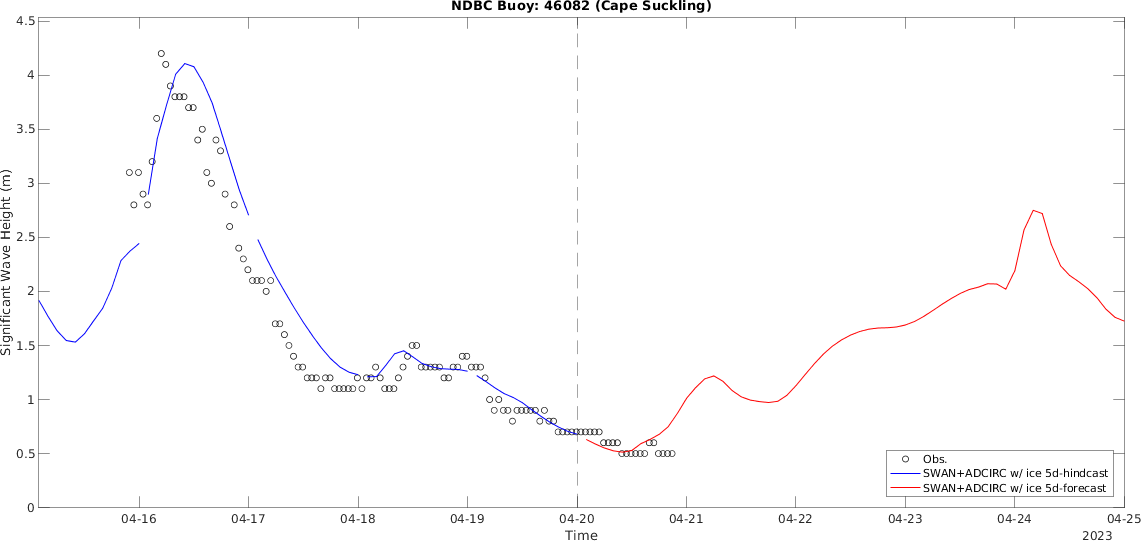 NDBC Buoy: 46082 (Cape Suckling)
4.5
4
3.5
3
2.5
2
1.5
1
0.5
0
Significant Wave Height (m)
Obs.
SWAN+ADCIRC w/ ice 5d-hindcast
SWAN+ADCIRC w/ ice 5d-forecast
04-16 04-17 04-18 04-19 04-20 04-21 04-22 04-23 04-24 04-25
Time
2023